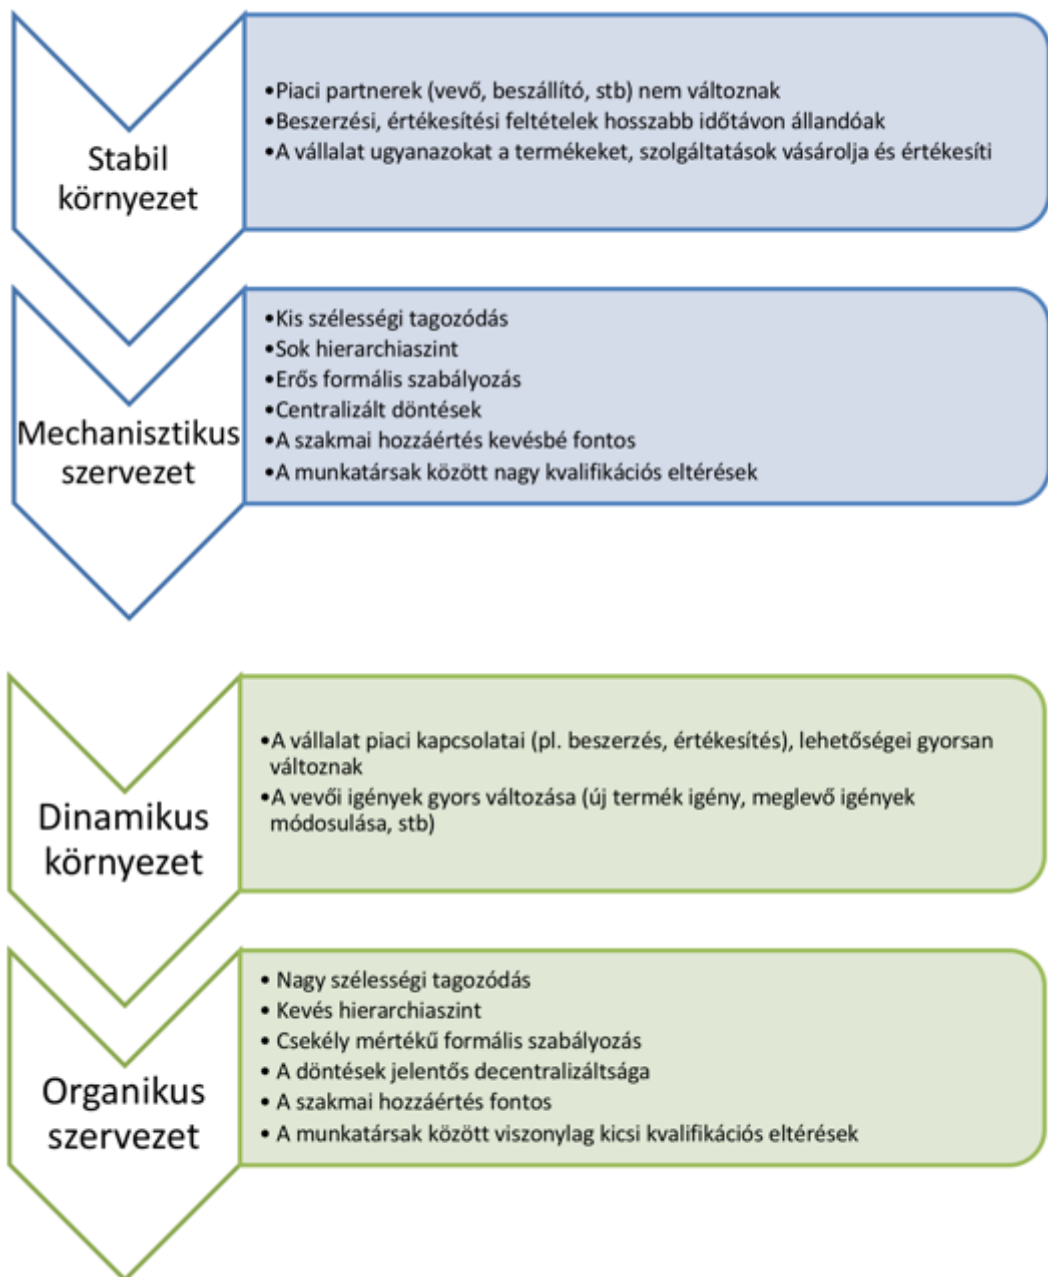 Stabil
környezet
•Piaci partnerek (vevő, beszállító, stb) nem változnak
•Beszerzési, értékesítési feltételek hosszabb időtávon állandóak
•A vállalat ugyanazokat a termékeket, szolgáltatások vásárolja és értékesíti
Mechanisztikus
szervezet
•Kis szélességi tagozódás
•Sok hierarchiaszint
•Erős formális szabályozás
•Centralizált döntések
•A szakmai hozzáértés kevésbé fontos
•A munkatársak között nagy kvalifikációs eltérések
Dinamikus
környezet
•A vállalat piaci kapcsolatai (pl. beszerzés, értékesítés), lehetőségei gyorsan
változnak
•A vevői igények gyors változása (új termék igény, meglevő igények
módosulása, stb)
Organikus
szervezet
• Nagy szélességi tagozódás
• Kevés hierarchiaszint
• Csekély mértékű formális szabályozás
• A döntések jelentős decentralizáltsága
• A szakmai hozzáértés fontos
• A munkatársak között viszonylag kicsi kvalifikációs eltérések